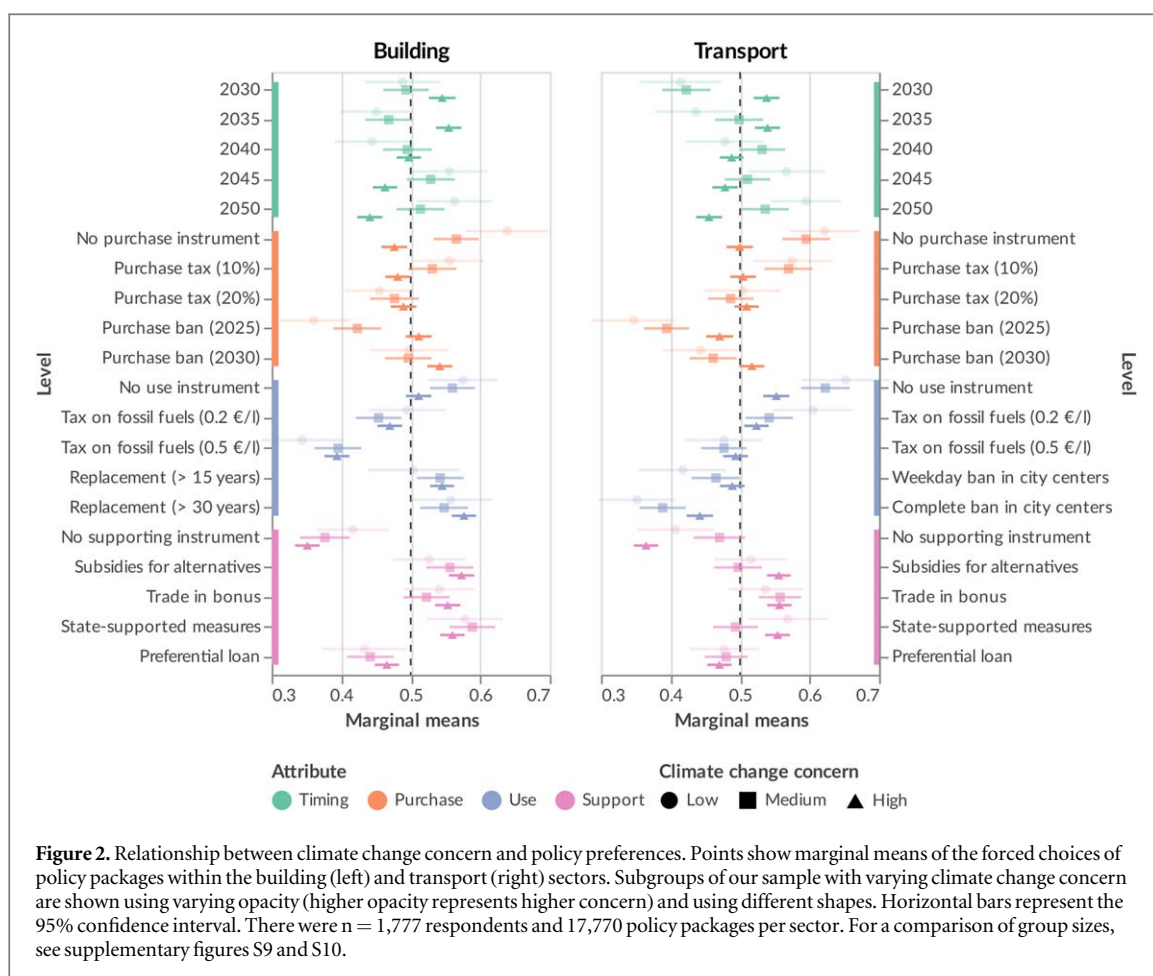 Building
Transport
2030
2035
2040
2045
2050
No purchase instrument
Purchase tax (10%)
Purchase tax (20%)
Purchase ban (2025)
Purchase ban (2030)
No use instrument
Tax on fossil fuels (0.2 €/l)
Tax on fossil fuels (0.5 €/l)
Replacement (> 15 years)
Replacement (> 30 years)
No supporting instrument
Subsidies for alternatives
Trade in bonus
State-supported measures
Preferential loan
Level
0.3 0.4 0.5 0.6 0.7
Marginal means
2030
2035
2040
2045
2050
No purchase instrument
Purchase tax (10%)
Purchase tax (20%)
Purchase ban (2025)
Purchase ban (2030)
No use instrument
Tax on fossil fuels (0.2 €/l)
Tax on fossil fuels (0.5 €/l)
Weekday ban in city centers
Complete ban in city centers
No supporting instrument
Subsidies for alternatives
Trade in bonus
State-supported measures
Preferential loan
Level
0.3 0.4 0.5 0.6 0.7
Marginal means
Attribute
Timing Purchase Use Support
Climate change concern
Low Medium High
Figure 2. Relationship between climate change concern and policy preferences. Points show marginal means of the forced choices of
policy packages within the building (left) and transport (right) sectors. Subgroups of our sample with varying climate change concern
are shown using varying opacity (higher opacity represents higher concern) and using different shapes. Horizontal bars represent the
95% confidence interval. There were n = 1,777 respondents and 17,770 policy packages per sector. For a comparison of group sizes,
see supplementary figures S9 and S10.